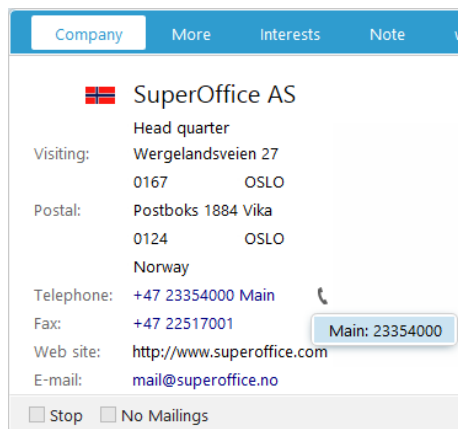 Company More Interests Note
SuperOffice AS
Head quarter
Visiting: Wergelandsveien 27
0167 OSLO
Postal: Postboks 1884 Vika
0124 OSLO
Norway
Telephone: +47 23354000 Main
Fax: +47 22517001
Main: 23354000
Web site: http://www.superoffice.com
E-mail: mail@superoffice.no
Stop No Mailings